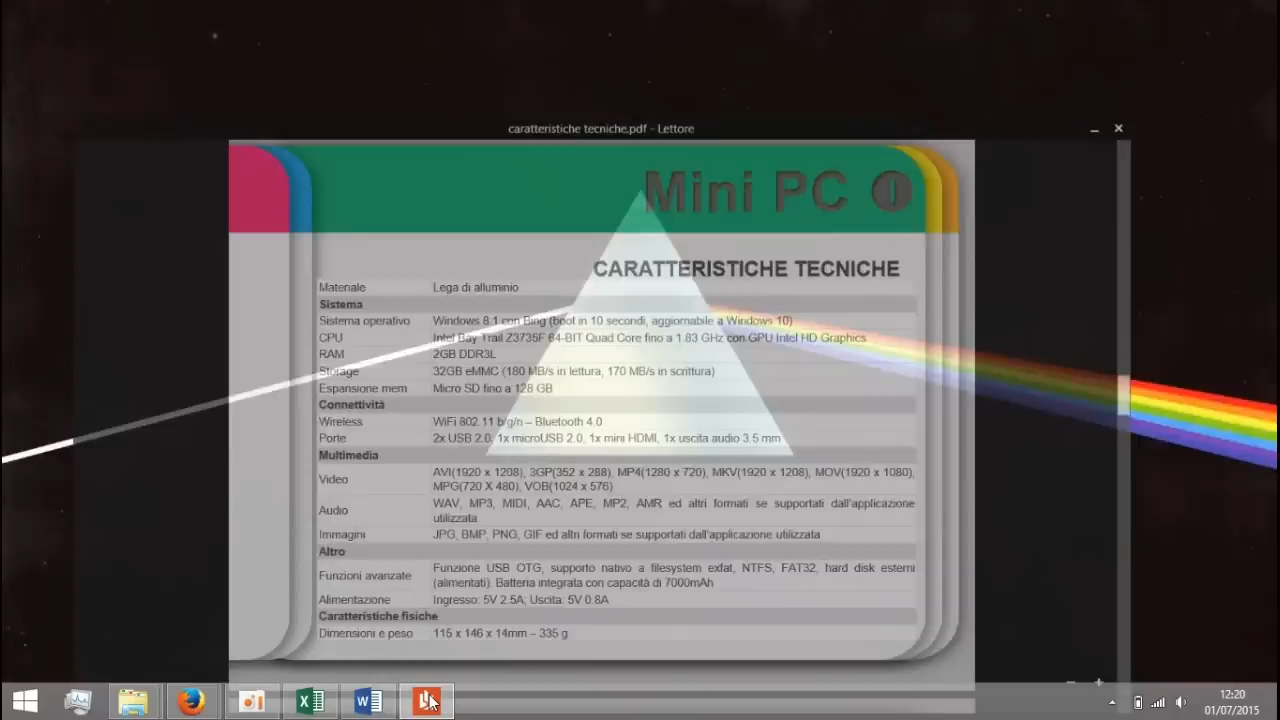 caratteristiche tecniche.pdf - Lettore
Mini PC
CARATTERISTICHE TECNICHE
Materiale Lega di alluminio
Sistema
Sistema operativo Windows 8.1 con Bing (boot in 10 secondi, aggiornabile a Windows 10)
CPU Intel Bay Trail Z3735F 64-BIT Quad Core fino a 1.83 GHz con GPU Intel HD Graphics
RAM 2GB DDR3L
Storage 32GB eMMC (180 MB/s in lettura, 170 MB/s in scrittura)
Espansione mem Micro SD fino a 128 GB
Connettività
Wireless WiFi 802.11 b/g/n – Bluetooth 4.0
Porte 2x USB 2.0, 1x microUSB 2.0, 1x mini HDMI, 1x uscita audio 3.5 mm
Multimedia
Video AVI(1920 x 1208), 3GP(352 x 288), MP4(1280 x 720), MKV(1920 x 1208), MOV(1920 x 1080),
MPG(720 X 480), VOB(1024 x 576)
Audio WAV, MP3, MIDI, AAC, APE, MP2, AMR ed altri formati se supportati dall'applicazione
utilizzata
Immagini JPG, BMP, PNG, GIF ed altri formati se supportati dall'applicazione utilizzata
Altro
Funzioni avanzate Funzione USB OTG, supporto nativo a filesystem exfat, NTFS, FAT32, hard disk esterni
(alimentati). Batteria integrata con capacità di 7000mAh
Alimentazione Ingresso: 5V 2.5A; Uscita: 5V 0.8A
Caratteristiche fisiche
Dimensioni e peso 115 x 146 x 14mm – 335 g
12:20
01/07/2015